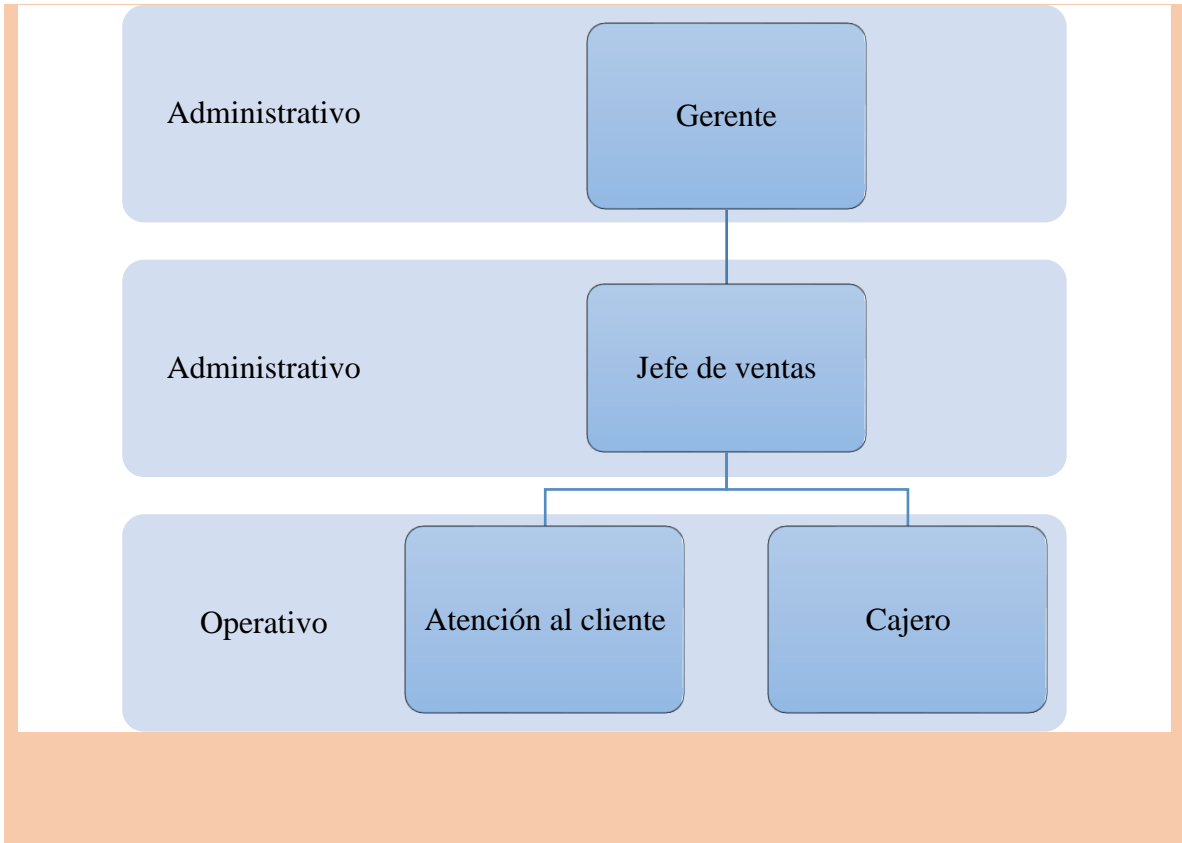 Administrativo
Gerente
Administrativo
Jefe de ventas
Operativo
Atención al cliente
Cajero